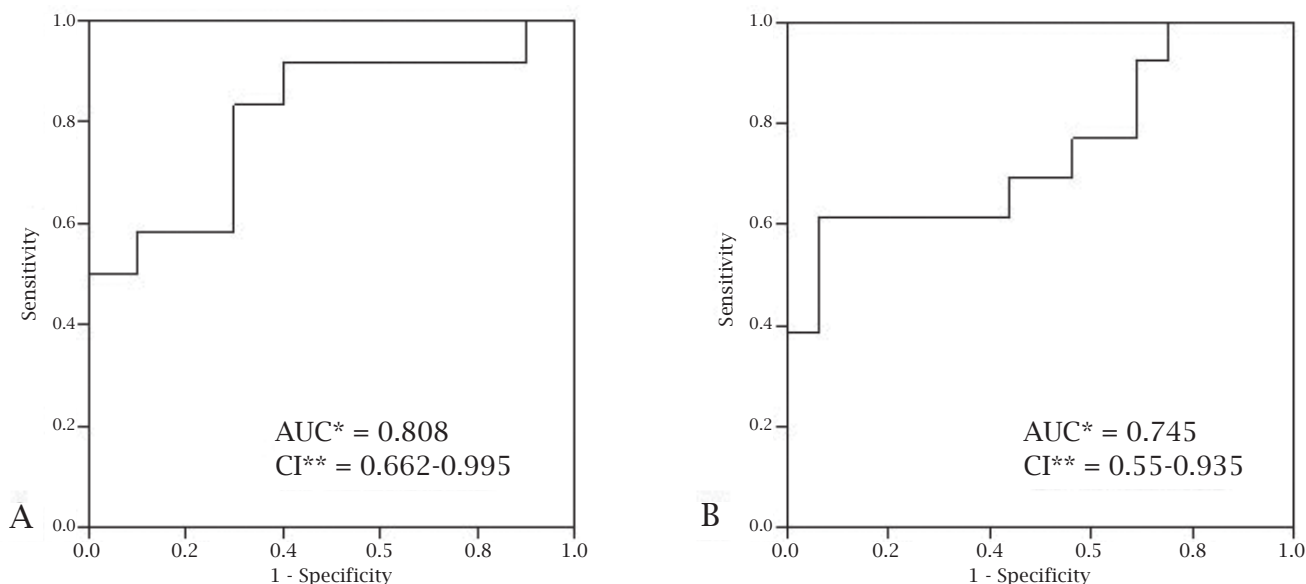 1.0
0.8
0.6
0.4
0.2
0.0
Sensitivity
0.0 0.2 0.4 0.5 0.8 1.0
1 - Specificity
AUC* = 0.808
CI** = 0.662-0.995
A
1.0
0.8
0.6
0.4
0.2
0.0
Sensitivity
0.0 0.2 0.4 0.5 0.8 1.0
1 - Specificity
AUC* = 0.745
CI** = 0.55-0.935
B